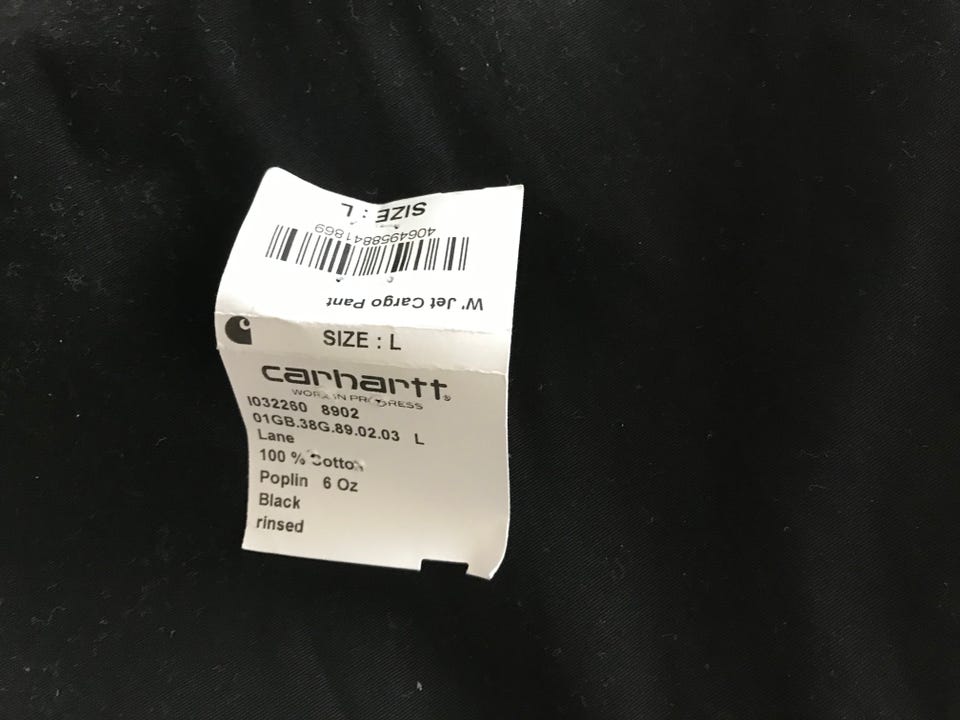 SIZE : L
4064958841869
W' Jet Cargo Pant
SIZE : L
carhartt®
WORK IN PROGRESS
I032260 8902
01GB.38G.89.02.03 L
Lane
100 % Cotton
Poplin 6 Oz
Black
rinsed